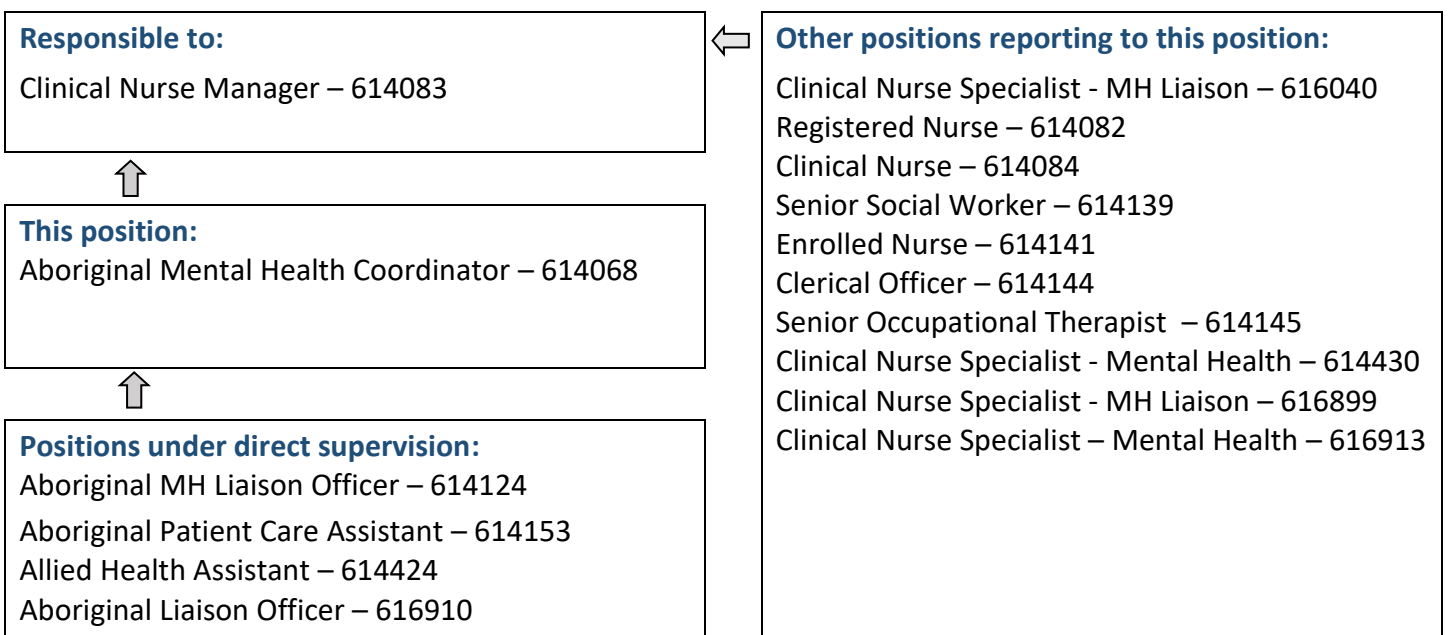 Responsible to:
Clinical Nurse Manager – 614083
This position:
Aboriginal Mental Health Coordinator – 614068
Positions under direct supervision:
Aboriginal MH Liaison Officer – 614124
Aboriginal Patient Care Assistant – 614153
Allied Health Assistant – 614424
Aboriginal Liaison Officer – 616910
Other positions reporting to this position:
Clinical Nurse Specialist - MH Liaison – 616040
Registered Nurse – 614082
Clinical Nurse – 614084
Senior Social Worker – 614139
Enrolled Nurse – 614141
Clerical Officer – 614144
Senior Occupational Therapist – 614145
Clinical Nurse Specialist - Mental Health – 614430
Clinical Nurse Specialist - MH Liaison – 616899
Clinical Nurse Specialist – Mental Health – 616913